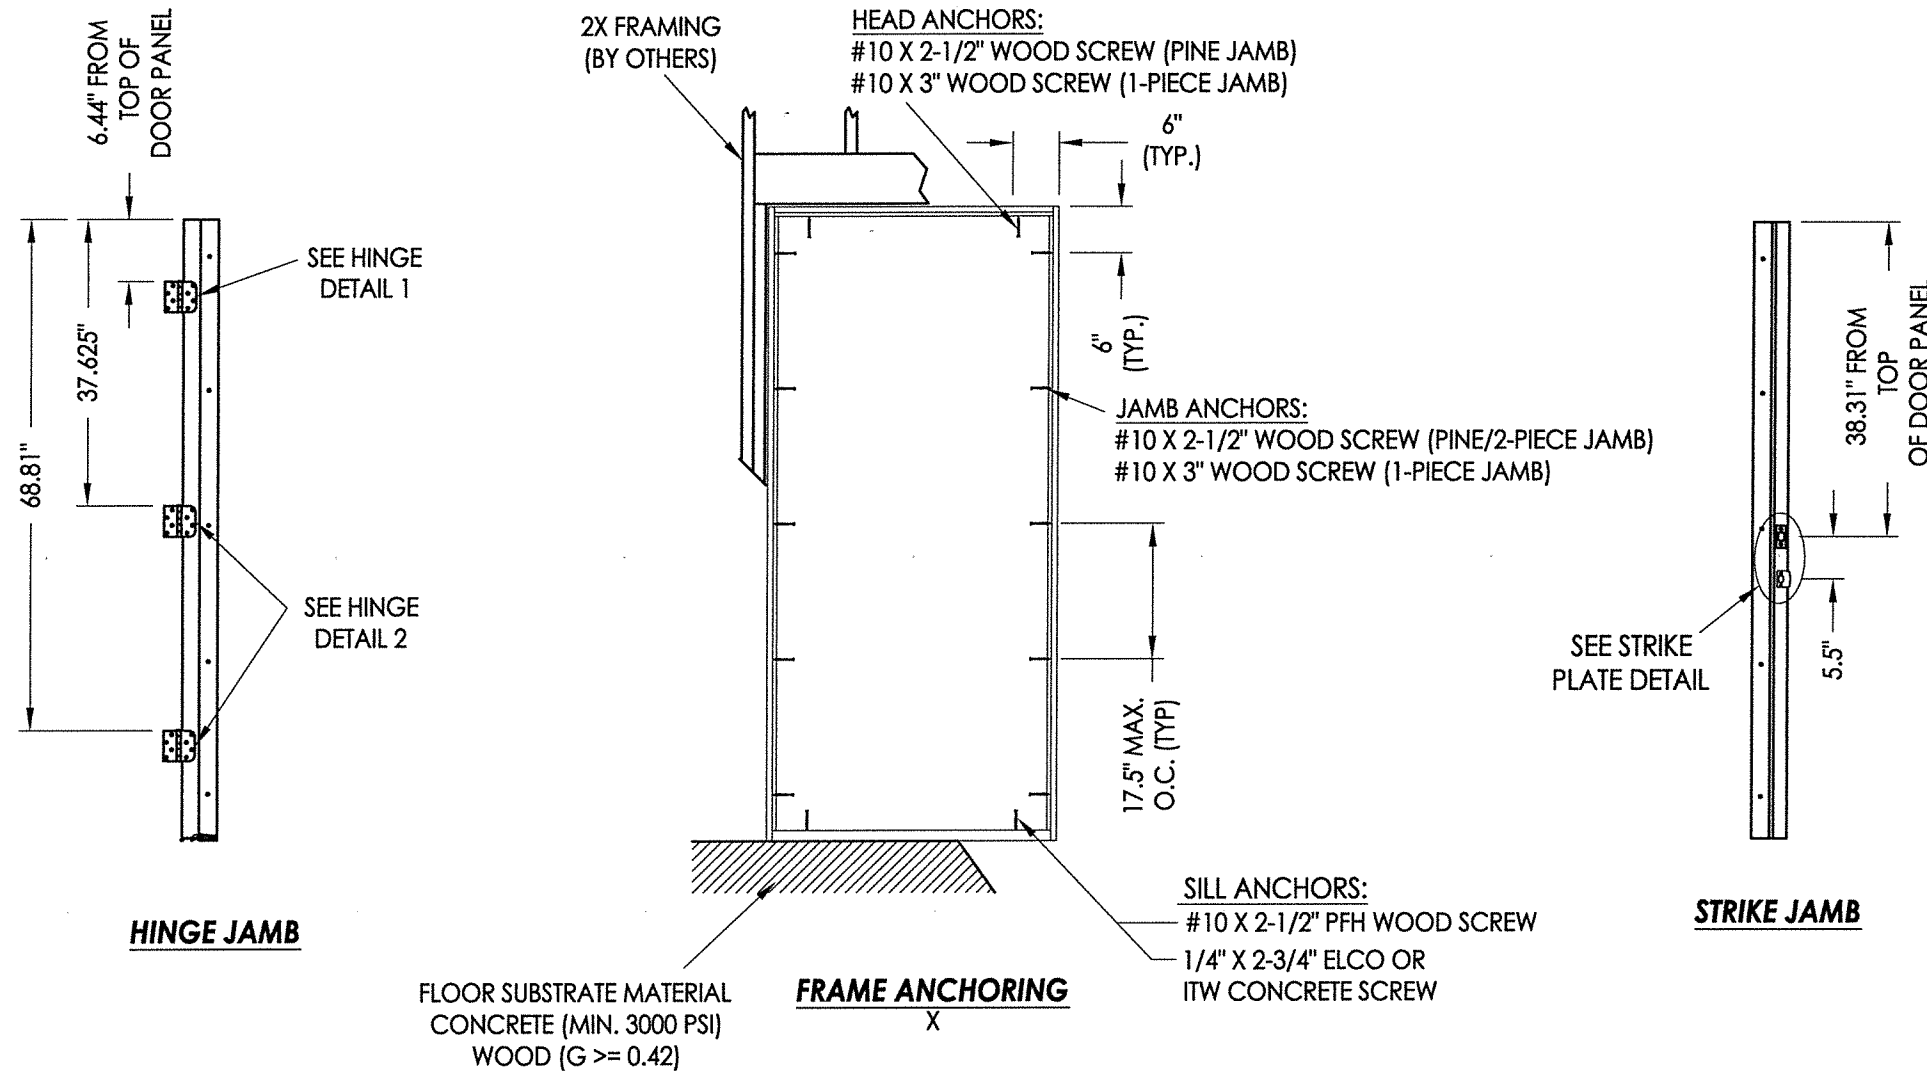 6.44" FROM
TOP OF
DOOR PANEL
37.625"
68.81"
SEE HINGE
DETAIL 1
SEE HINGE
DETAIL 2
HINGE JAMB
2X FRAMING
(BY OTHERS)
HEAD ANCHORS:
#10 X 2-1/2" WOOD SCREW (PINE JAMB)
#10 X 3" WOOD SCREW (1-PIECE JAMB)
6"
(TYP.)
6"
(TYP.)
JAMB ANCHORS:
#10 X 2-1/2" WOOD SCREW (PINE/2-PIECE JAMB)
#10 X 3" WOOD SCREW (1-PIECE JAMB)
17.5" MAX.
O.C. (TYP)
SILL ANCHORS:
#10 X 2-1/2" PFH WOOD SCREW
1/4" X 2-3/4" ELCO OR
ITW CONCRETE SCREW
FLOOR SUBSTRATE MATERIAL
CONCRETE (MIN. 3000 PSI)
WOOD (G >= 0.42)
FRAME ANCHORING
X
38.31" FROM
TOP
OF DOOR PANEL
5.5"
SEE STRIKE
PLATE DETAIL
STRIKE JAMB